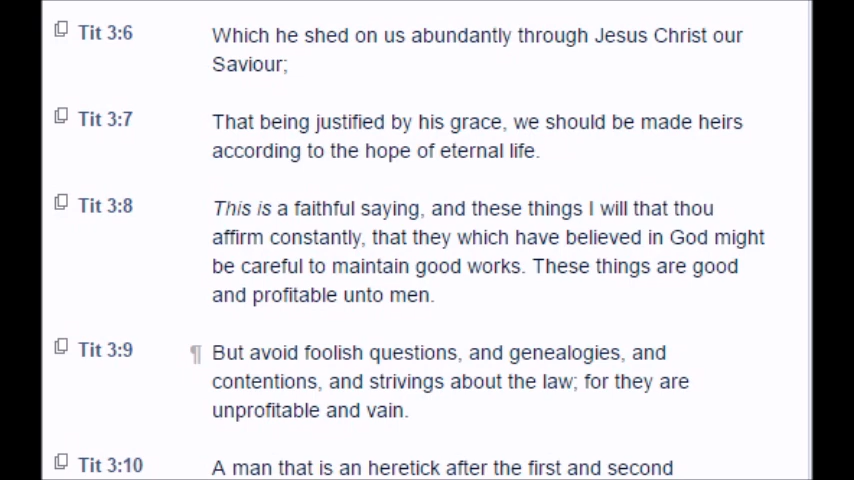 Tit 3:6 Which he shed on us abundantly through Jesus Christ our
Saviour;
Tit 3:7 That being justified by his grace, we should be made heirs
according to the hope of eternal life.
Tit 3:8 This is a faithful saying, and these things I will that thou
affirm constantly, that they which have believed in God might
be careful to maintain good works. These things are good
and profitable unto men.
Tit 3:9 ¶ But avoid foolish questions, and genealogies, and
contentions, and strivings about the law; for they are
unprofitable and vain.
Tit 3:10 A man that is an heretick after the first and second